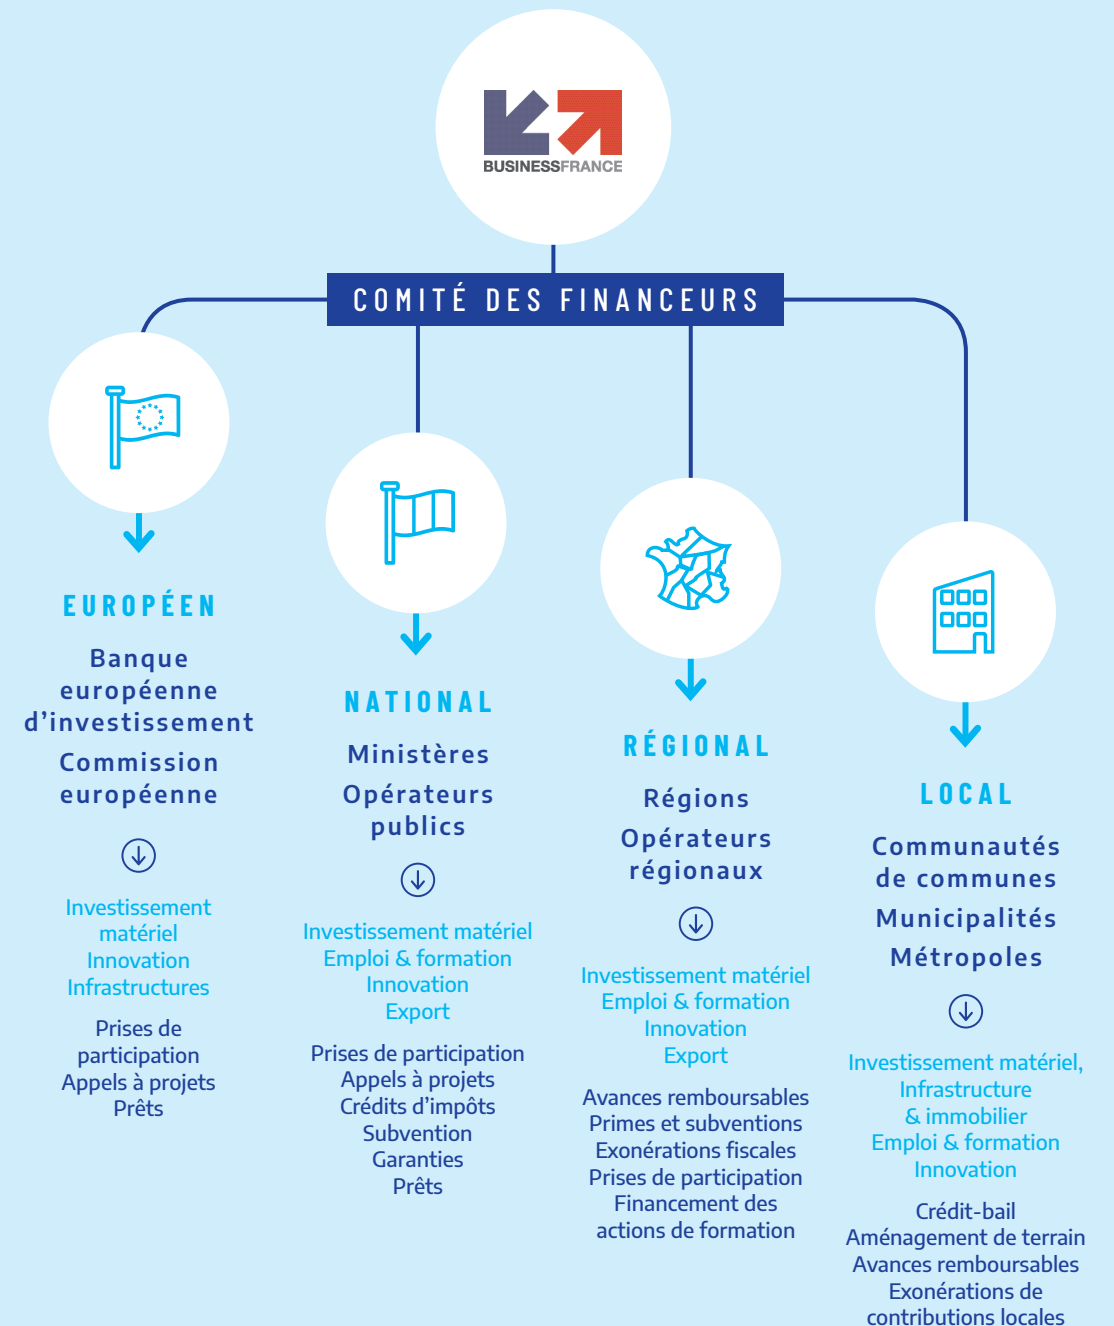 BUSINESSFRANCE
COMITÉ DES FINANCEURS
EUROPÉEN
Banque
européenne
d’investissement
Commission
européenne
Investissement
matériel
Innovation
Infrastructures
Prises de
participation
Appels à projets
Prêts
NATIONAL
Ministères
Opérateurs
publics
Investissement matériel
Emploi & formation
Innovation
Export
Prises de participation
Appels à projets
Crédits d’impôts
Subvention
Garanties
Prêts
RÉGIONAL
Régions
Opérateurs
régionaux
Investissement matériel
Emploi & formation
Innovation
Export
Avances remboursables
Primes et subventions
Exonérations fiscales
Prises de participation
Financement des
actions de formation
LOCAL
Communautés
de communes
Municipalités
Métropoles
Investissement matériel,
Infrastructure
& immobilier
Emploi & formation
Innovation
Crédit-bail
Aménagement de terrain
Avances remboursables
Exonérations de
contributions locales